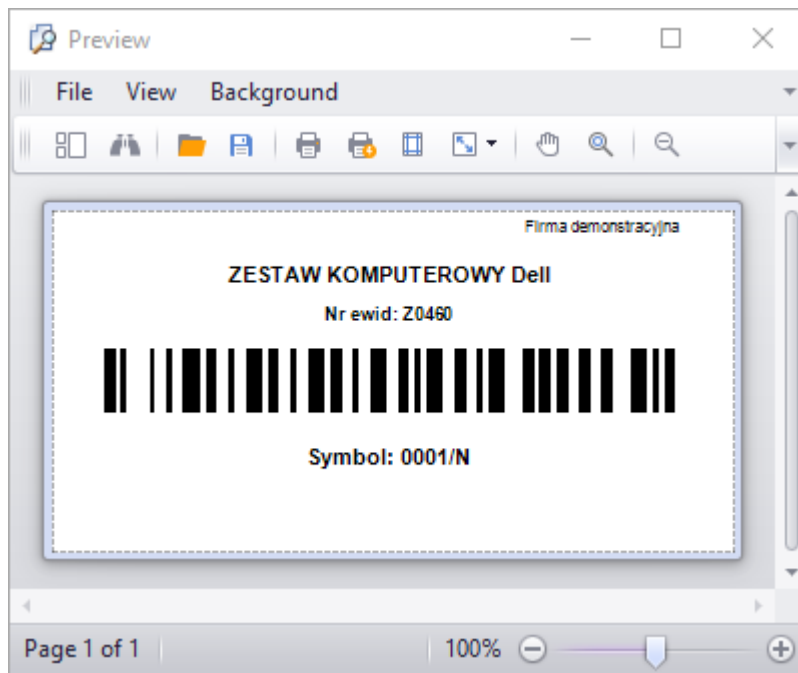 Preview
File View Background
Firma demonstracyjna
ZESTAW KOMPUTEROWY Dell
Nr ewid: Z0460
Symbol: 0001/N
Page 1 of 1 100%